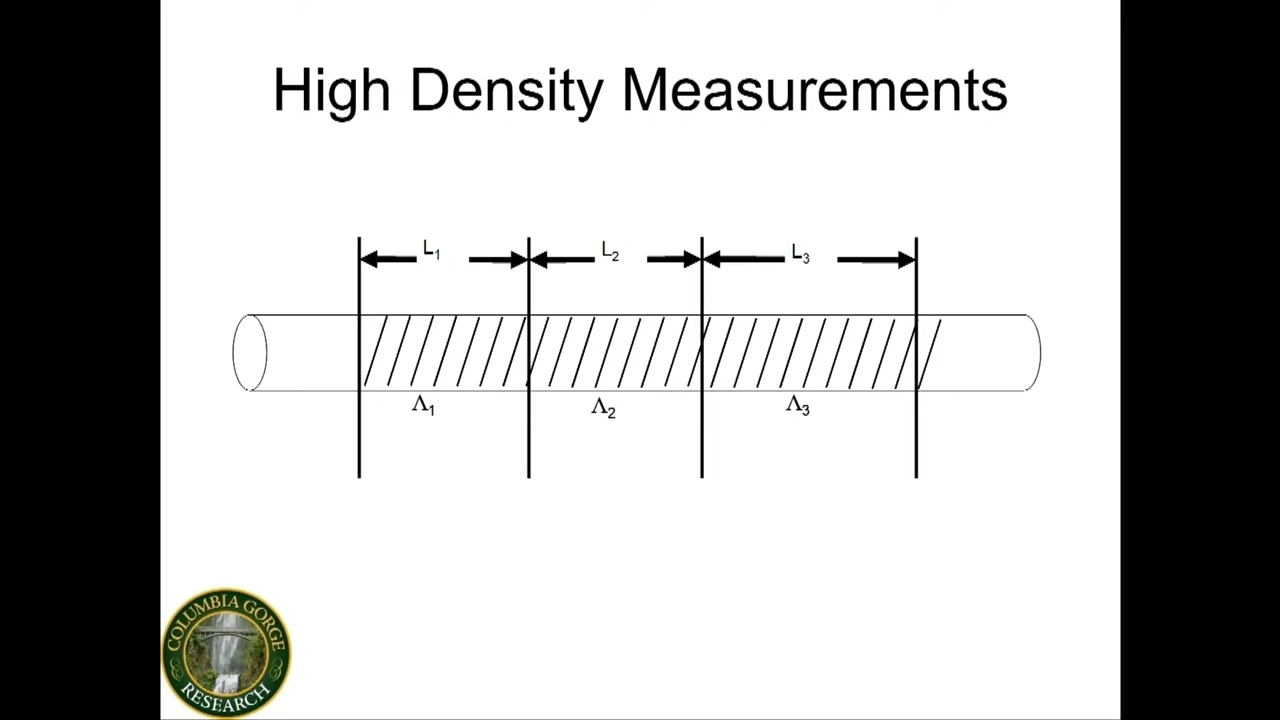 High Density Measurements
L₁ L₂ L₃
Λ₁ Λ₂ Λ₃
COLUMBIA GORGE
RESEARCH